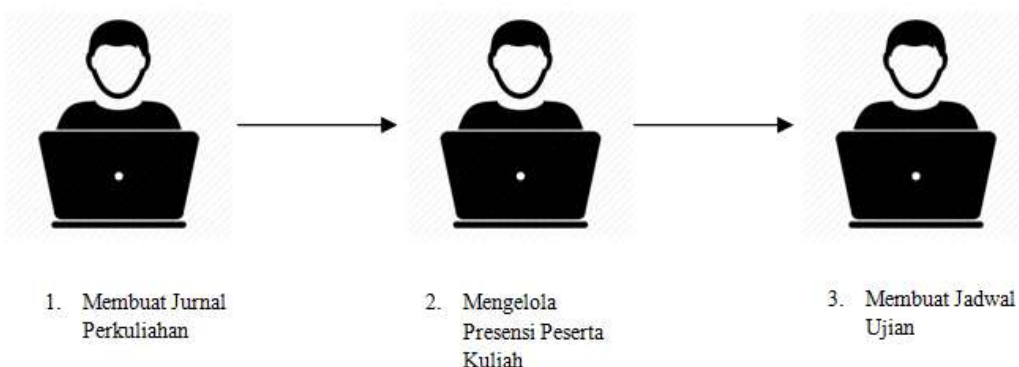 1. Membuat Jurnal
Perkuliahan
2. Mengelola
Presensi Peserta
Kuliah
3. Membuat Jadwal
Ujian